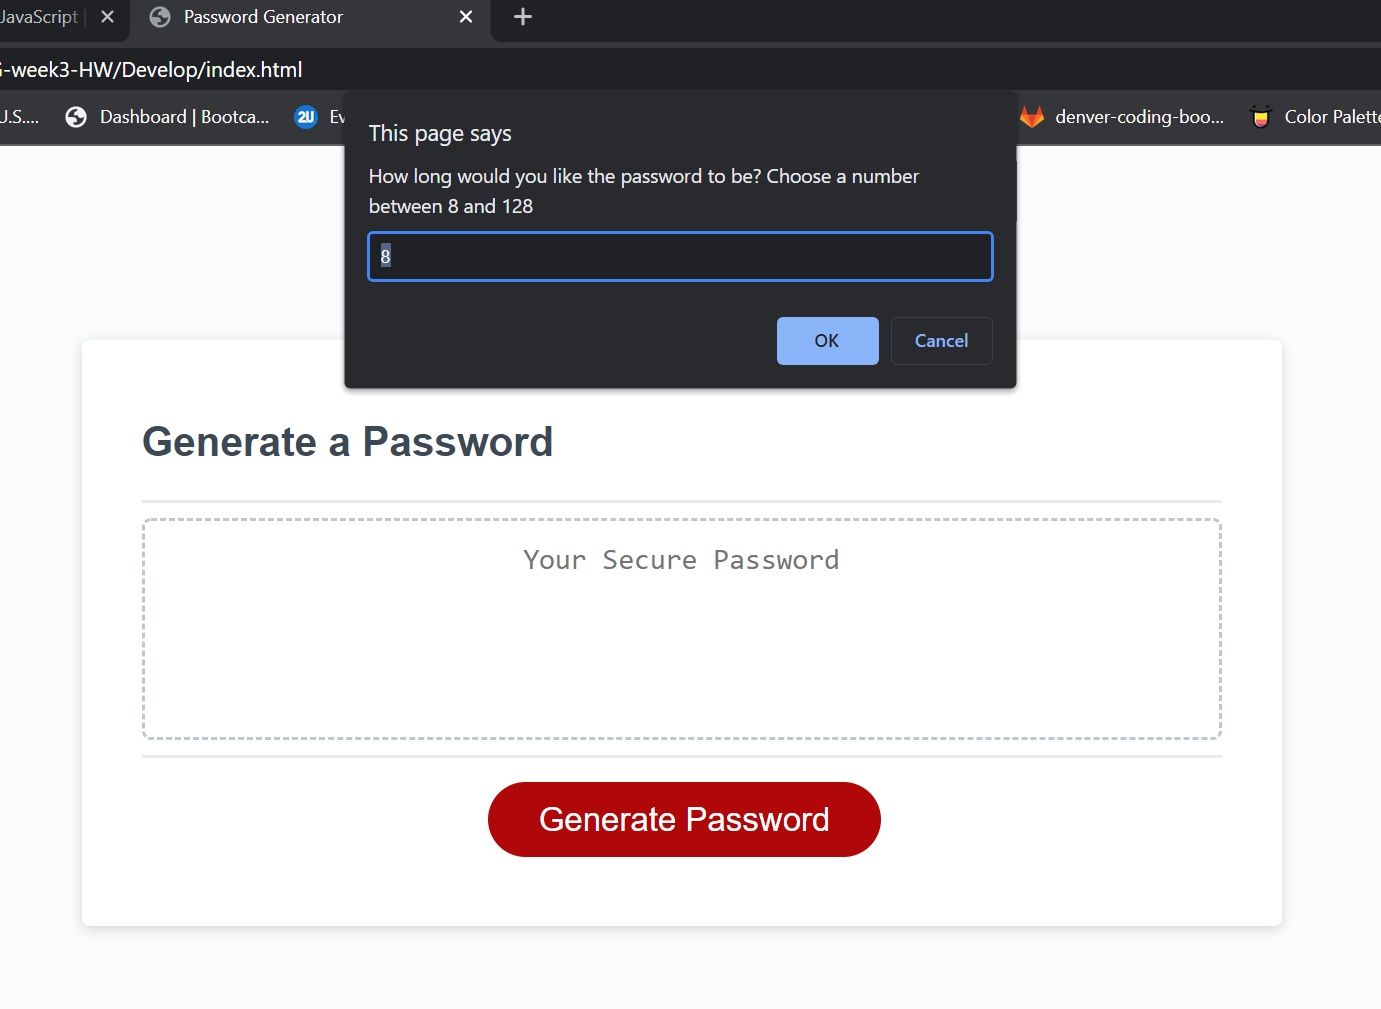 JavaScript
Password Generator
-week3-HW/Develop/index.html
U.S....
Dashboard | Bootca...
2U
Ev
denver-coding-boo...
Color Palette
This page says
How long would you like the password to be? Choose a number
between 8 and 128
8
OK
Cancel
Generate a Password
Your Secure Password
Generate Password